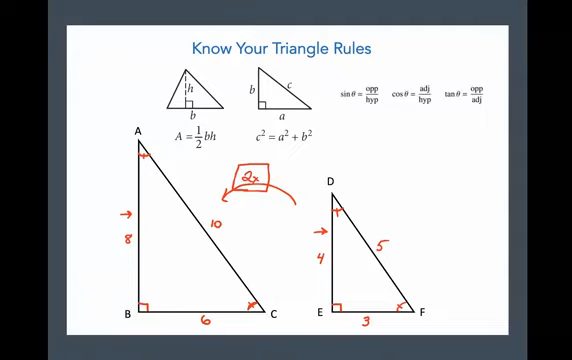 Know Your Triangle Rules
h
b
A = 1/2 bh
b
c
a
c² = a² + b²
sin θ = opp/hyp
cos θ = adj/hyp
tan θ = opp/adj
A
8
10
B
6
C
2x
D
4
5
E
3
F